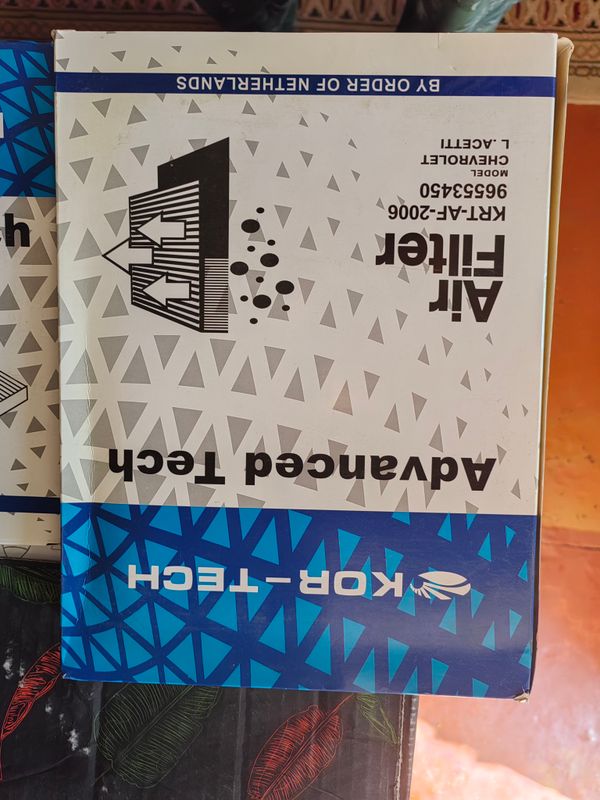 KOR-TECH
Advanced Tech
Air
Filter
KRT-AF-2006
96553450
MODEL
CHEVROLET
L .ACETTI
BY ORDER OF NETHERLANDS